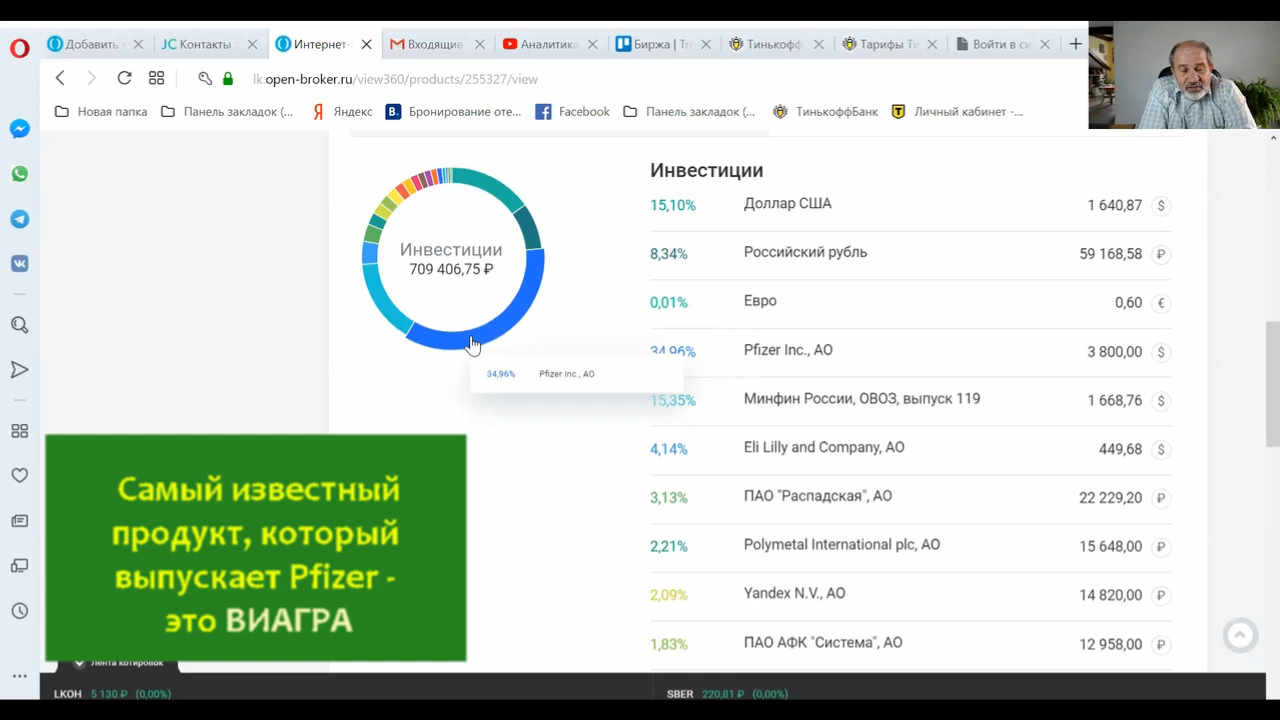 Добавить
JC Контакты
Интернет-
Входящие
Аналитика
Биржа | Tr
Тинькофф
Тарифы Ти
Войти в си
lk.open-broker.ru/view360/products/255327/view
Новая папка
Панель закладок (...
Яндекс
Бронирование оте...
Facebook
Панель закладок (...
ТинькоффБанк
Личный кабинет -...
Инвестиции
709 406,75 ₽
34,96% Pfizer Inc., АО
Инвестиции
15,10% Доллар США 1 640,87 $
8,34% Российский рубль 59 168,58 ₽
0,01% Евро 0,60 €
34,96% Pfizer Inc., АО 3 800,00 $
15,35% Минфин России, ОВОЗ, выпуск 119 1 668,76 $
4,14% Eli Lilly and Company, АО 449,68 $
3,13% ПАО "Распадская", АО 22 229,20 ₽
2,21% Polymetal International plc, АО 15 648,00 ₽
2,09% Yandex N.V., АО 14 820,00 ₽
1,83% ПАО АФК "Система", АО 12 958,00 ₽
Самый известный
продукт, который
выпускает Pfizer -
это ВИАГРА
Лента котировок
LKOH 5 130 ₽ (0,00%)
SBER 220,81 ₽ (0,00%)